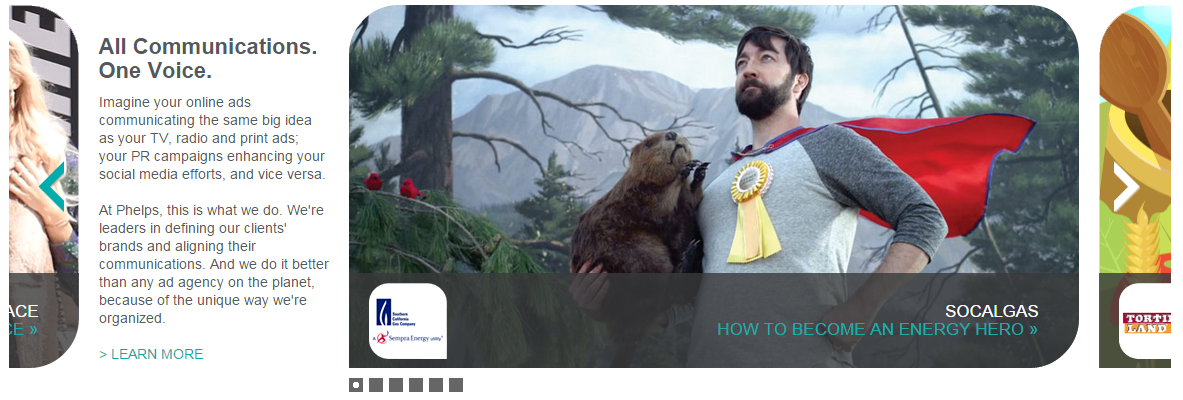 All Communications.
One Voice.
Imagine your online ads
communicating the same big idea
as your TV, radio and print ads;
your PR campaigns enhancing your
social media efforts, and vice versa.
At Phelps, this is what we do. We're
leaders in defining our clients'
brands and aligning their
communications. And we do it better
than any ad agency on the planet,
because of the unique way we're
organized.
> LEARN MORE
ACE
CE »
Southern
California
Gas Company
A Sempra Energy utility
SOCALGAS
HOW TO BECOME AN ENERGY HERO »
TORTI
LAND